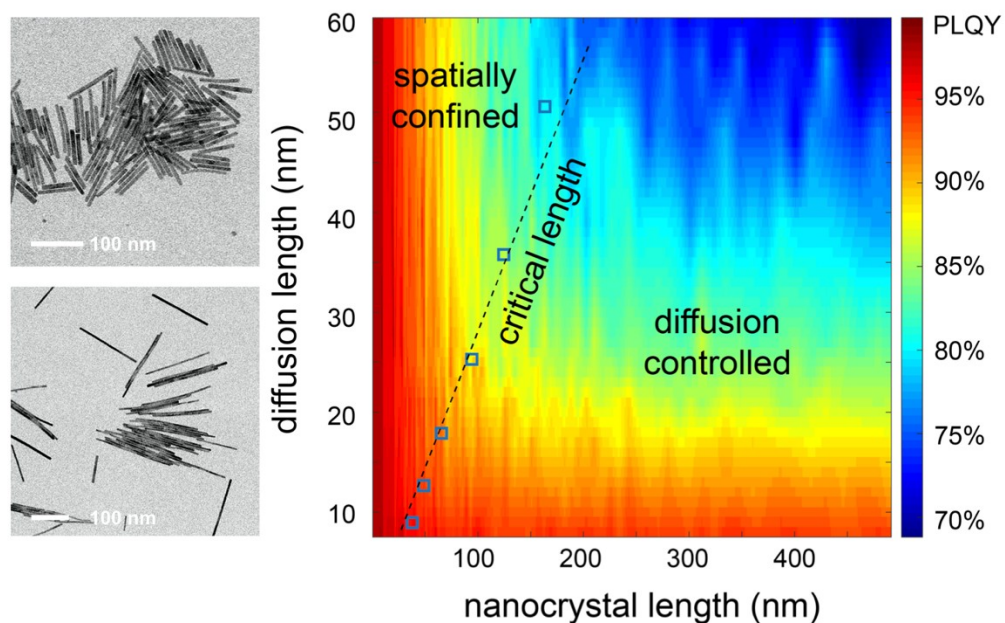 100 nm
100 nm
diffusion length (nm)
60
50
40
30
20
10
spatially
confined
critical length
diffusion
controlled
100
200
300
400
nanocrystal length (nm)
PLQY
95%
90%
85%
80%
75%
70%